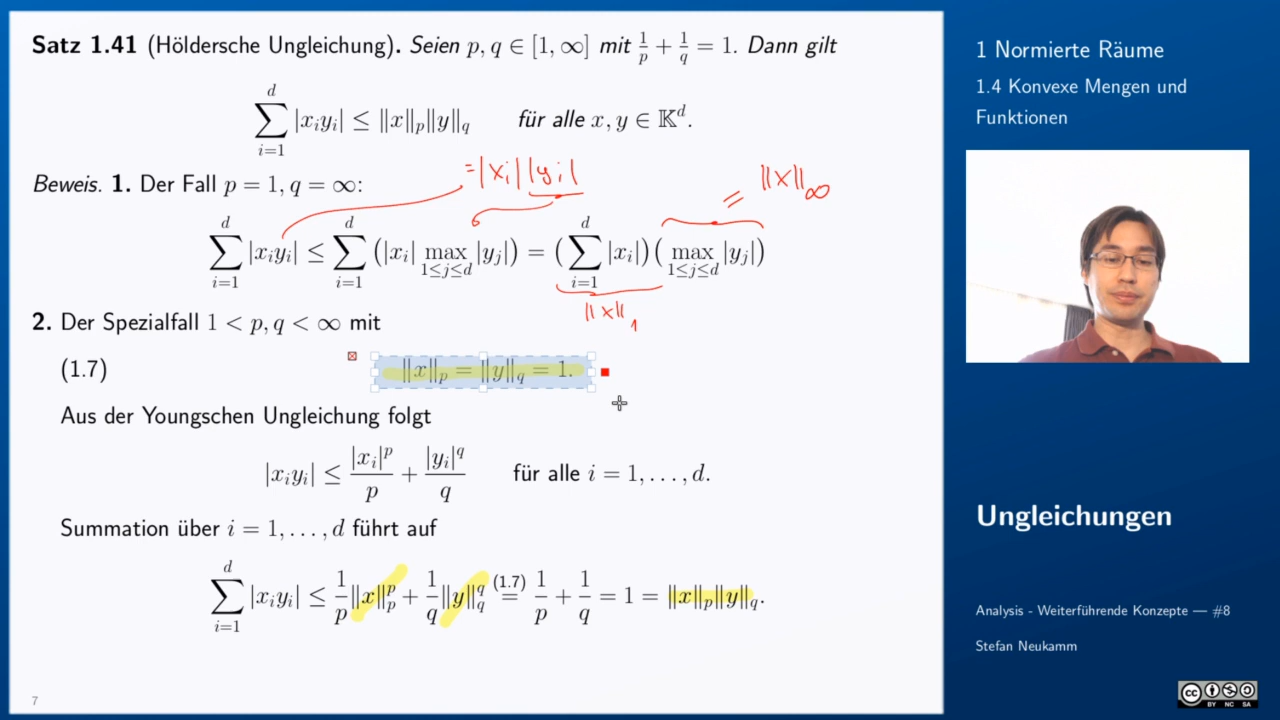 Satz 1.41 (Höldersche Ungleichung). Seien p, q ∈ [1, ∞] mit 1/p + 1/q = 1. Dann gilt
∑_{i=1}^{d} |x_i y_i| ≤ ‖x‖_p ‖y‖_q für alle x, y ∈ 𝕂^d.
= |x_i| |y_i|
= ‖x‖_∞
Beweis. 1. Der Fall p = 1, q = ∞:
∑_{i=1}^{d} |x_i y_i| ≤ ∑_{i=1}^{d} (|x_i| max_{1≤j≤d} |y_j|) = (∑_{i=1}^{d} |x_i|)(max_{1≤j≤d} |y_j|)
‖x‖_1
2. Der Spezialfall 1 < p, q < ∞ mit
(1.7) ‖x‖_p = ‖y‖_q = 1.
Aus der Youngschen Ungleichung folgt
|x_i y_i| ≤ |x_i|^p/p + |y_i|^q/q für alle i = 1, . . . , d.
Summation über i = 1, . . . , d führt auf
∑_{i=1}^{d} |x_i y_i| ≤ 1/p ‖x‖_p^p + 1/q ‖y‖_q^q =^{(1.7)} 1/p + 1/q = 1 = ‖x‖_p ‖y‖_q.
7
1 Normierte Räume
1.4 Konvexe Mengen und
Funktionen
Ungleichungen
Analysis - Weiterführende Konzepte — #8
Stefan Neukamm
cc
BY NC SA